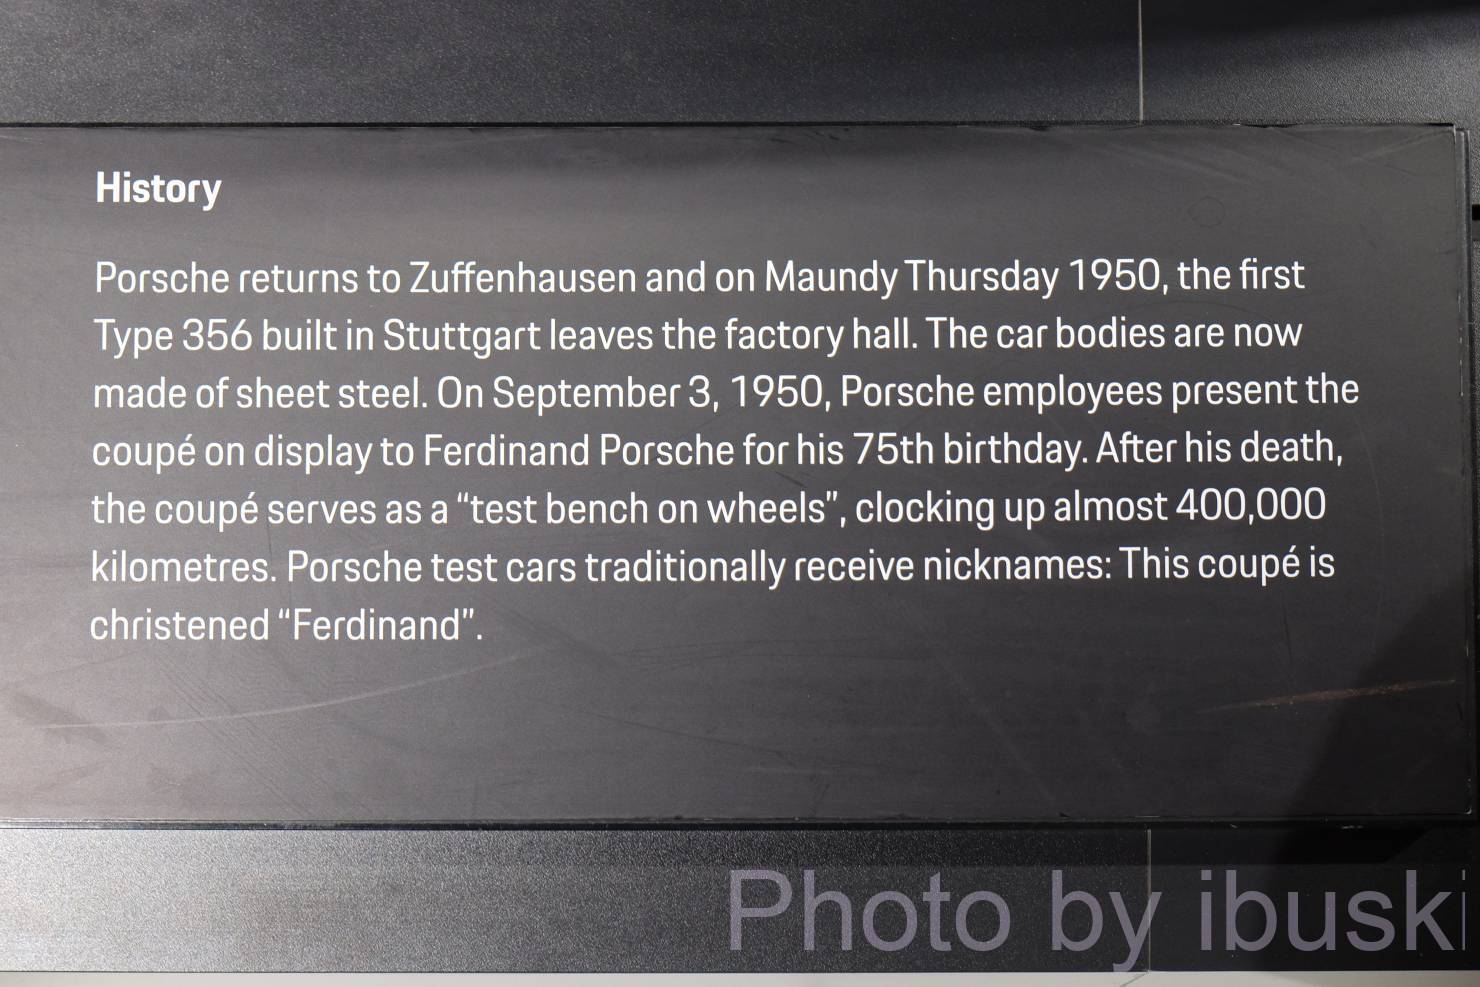 History
Porsche returns to Zuffenhausen and on Maundy Thursday 1950, the first
Type 356 built in Stuttgart leaves the factory hall. The car bodies are now
made of sheet steel. On September 3, 1950, Porsche employees present the
coupé on display to Ferdinand Porsche for his 75th birthday. After his death,
the coupé serves as a “test bench on wheels”, clocking up almost 400,000
kilometres. Porsche test cars traditionally receive nicknames: This coupé is
christened “Ferdinand”.
Photo by ibuski